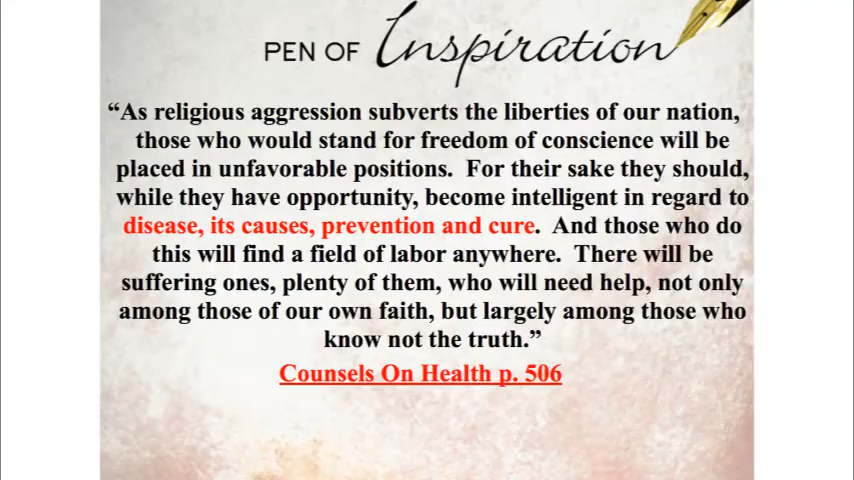 PEN OF Inspiration
“As religious aggression subverts the liberties of our nation,
those who would stand for freedom of conscience will be
placed in unfavorable positions.  For their sake they should,
while they have opportunity, become intelligent in regard to
disease, its causes, prevention and cure.  And those who do
this will find a field of labor anywhere.  There will be
suffering ones, plenty of them, who will need help, not only
among those of our own faith, but largely among those who
know not the truth.”
Counsels On Health p. 506